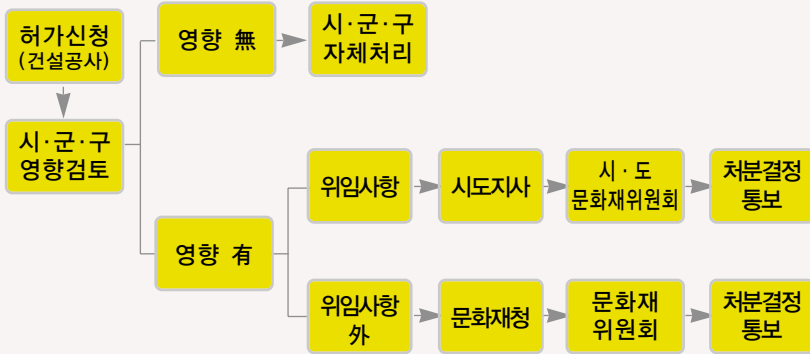 허가신청
(건설공사)
영향 無
시·군·구
자체처리
시·군·구
영향검토
위임사항
시도지사
시·도
문화재위원회
처분결정
통보
영향 有
위임사항
外
문화재청
문화재
위원회
처분결정
통보